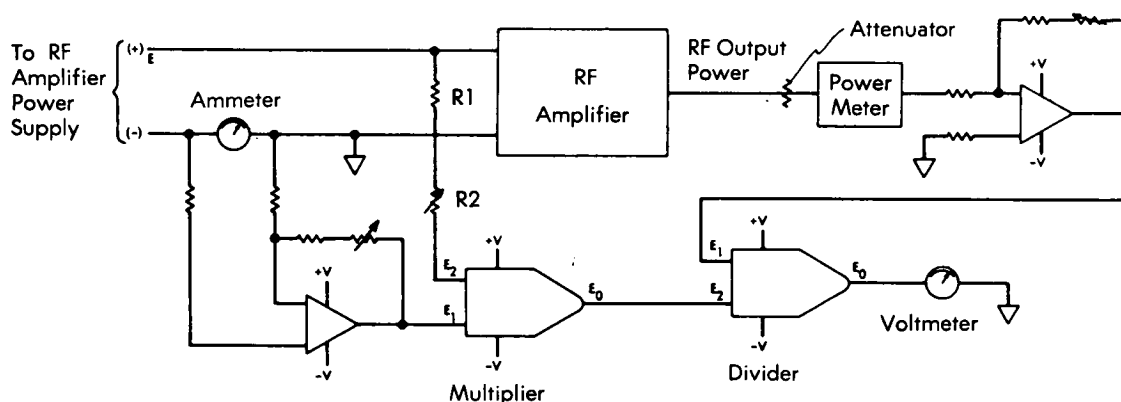 To RF
Amplifier
Power
Supply
(+)
E
(-)
Ammeter
R1
R2
RF
Amplifier
RF Output
Power
Attenuator
Power
Meter
+V
-V
+V
-V
E2
E1
+V
-V
E0
Multiplier
E1
E2
+V
-V
E0
Divider
Voltmeter